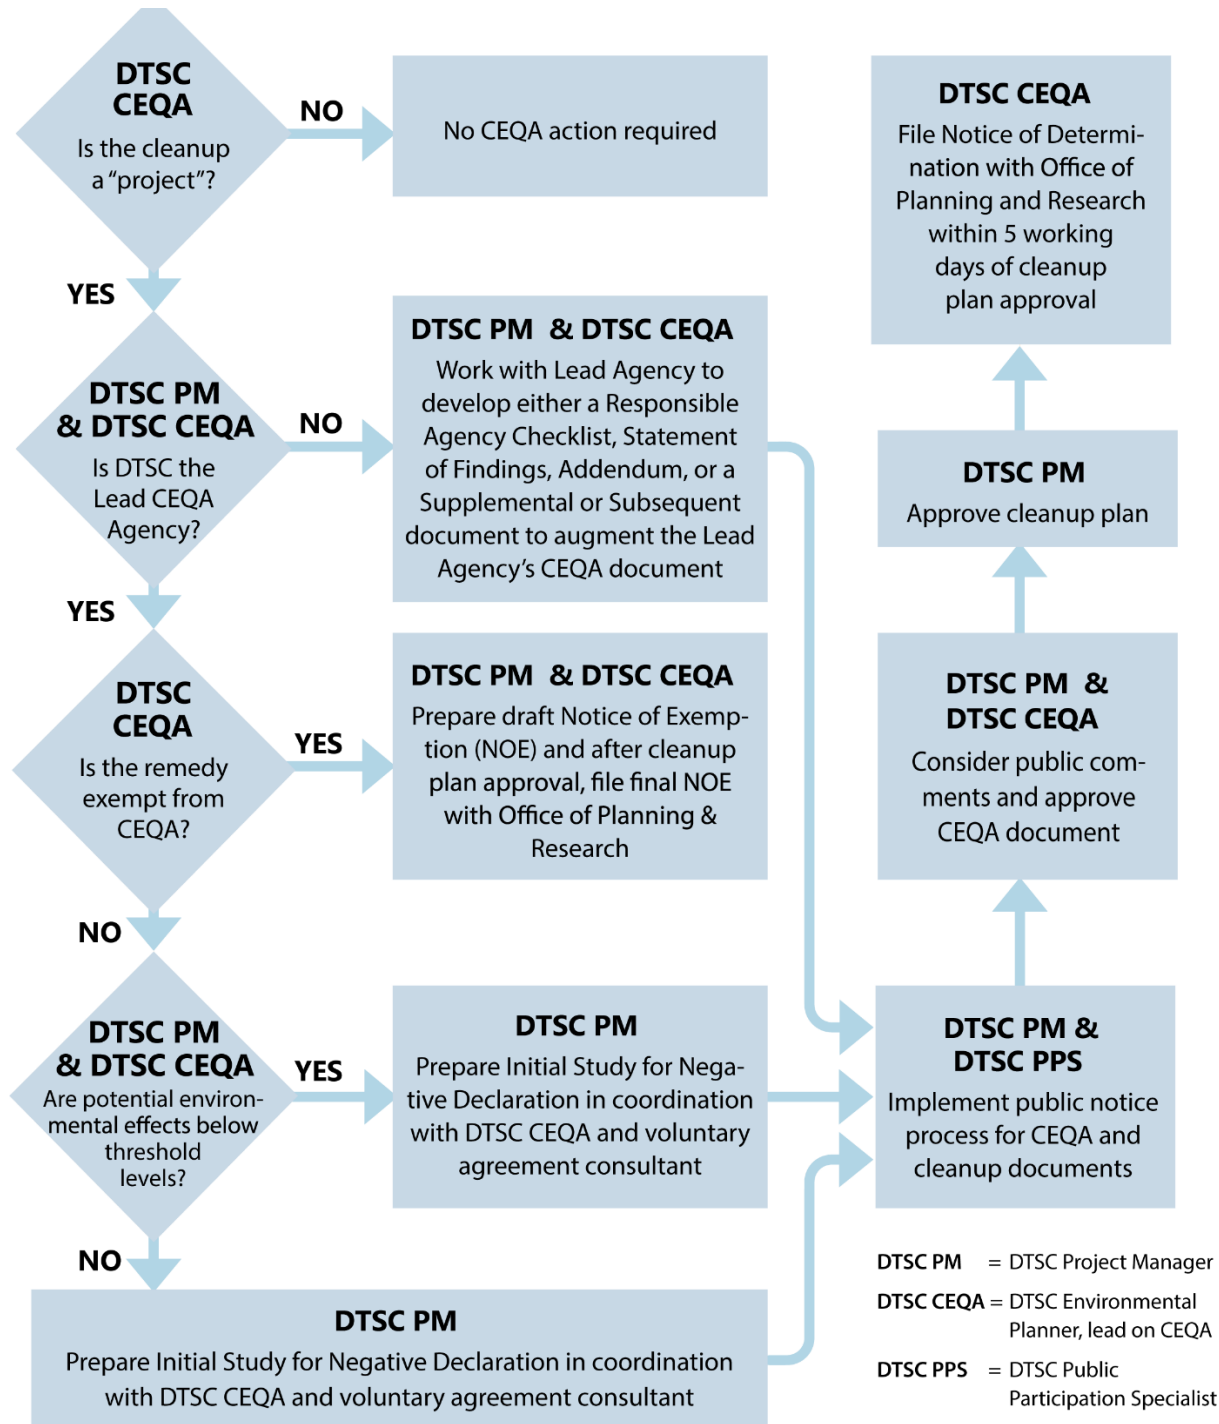 DTSC
CEQA
Is the cleanup
a “project”?
NO
No CEQA action required
YES
DTSC PM
& DTSC CEQA
Is DTSC the
Lead CEQA
Agency?
NO
DTSC PM & DTSC CEQA
Work with Lead Agency to
develop either a Responsible
Agency Checklist, Statement
of Findings, Addendum, or a
Supplemental or Subsequent
document to augment the Lead
Agency’s CEQA document
YES
DTSC
CEQA
Is the remedy
exempt from
CEQA?
YES
DTSC PM & DTSC CEQA
Prepare draft Notice of Exemp-
tion (NOE) and after cleanup
plan approval, file final NOE
with Office of Planning &
Research
NO
DTSC PM
& DTSC CEQA
Are potential environ-
mental effects below
threshold
levels?
YES
DTSC PM
Prepare Initial Study for Nega-
tive Declaration in coordination
with DTSC CEQA and voluntary
agreement consultant
NO
DTSC PM
Prepare Initial Study for Negative Declaration in coordination
with DTSC CEQA and voluntary agreement consultant
DTSC PM &
DTSC PPS
Implement public notice
process for CEQA and
cleanup documents
DTSC PM &
DTSC CEQA
Consider public com-
ments and approve
CEQA document
DTSC PM
Approve cleanup plan
DTSC CEQA
File Notice of Determi-
nation with Office of
Planning and Research
within 5 working
days of cleanup
plan approval
DTSC PM = DTSC Project Manager
DTSC CEQA = DTSC Environmental
Planner, lead on CEQA
DTSC PPS = DTSC Public
Participation Specialist